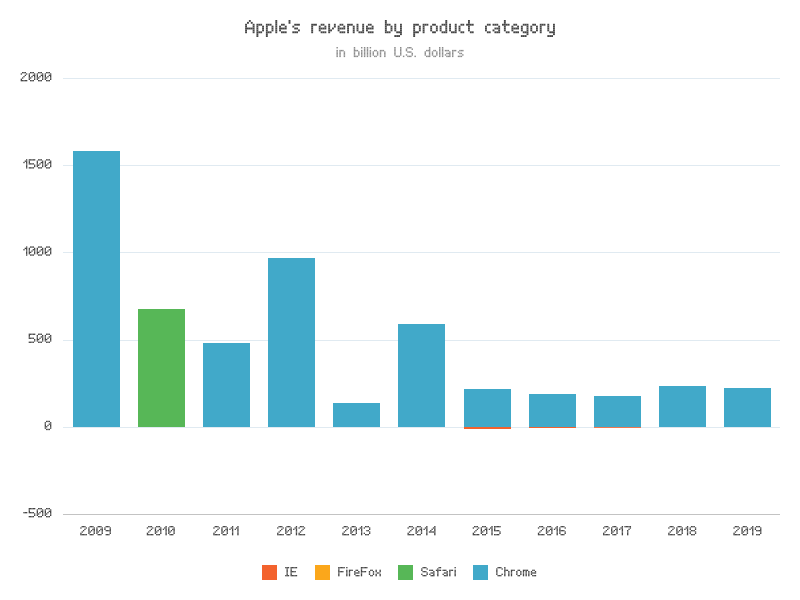 Apple's revenue by product category
in billion U.S. dollars
2000
1500
1000
500
0
-500
2009 2010 2011 2012 2013 2014 2015 2016 2017 2018 2019
IE FireFox Safari Chrome